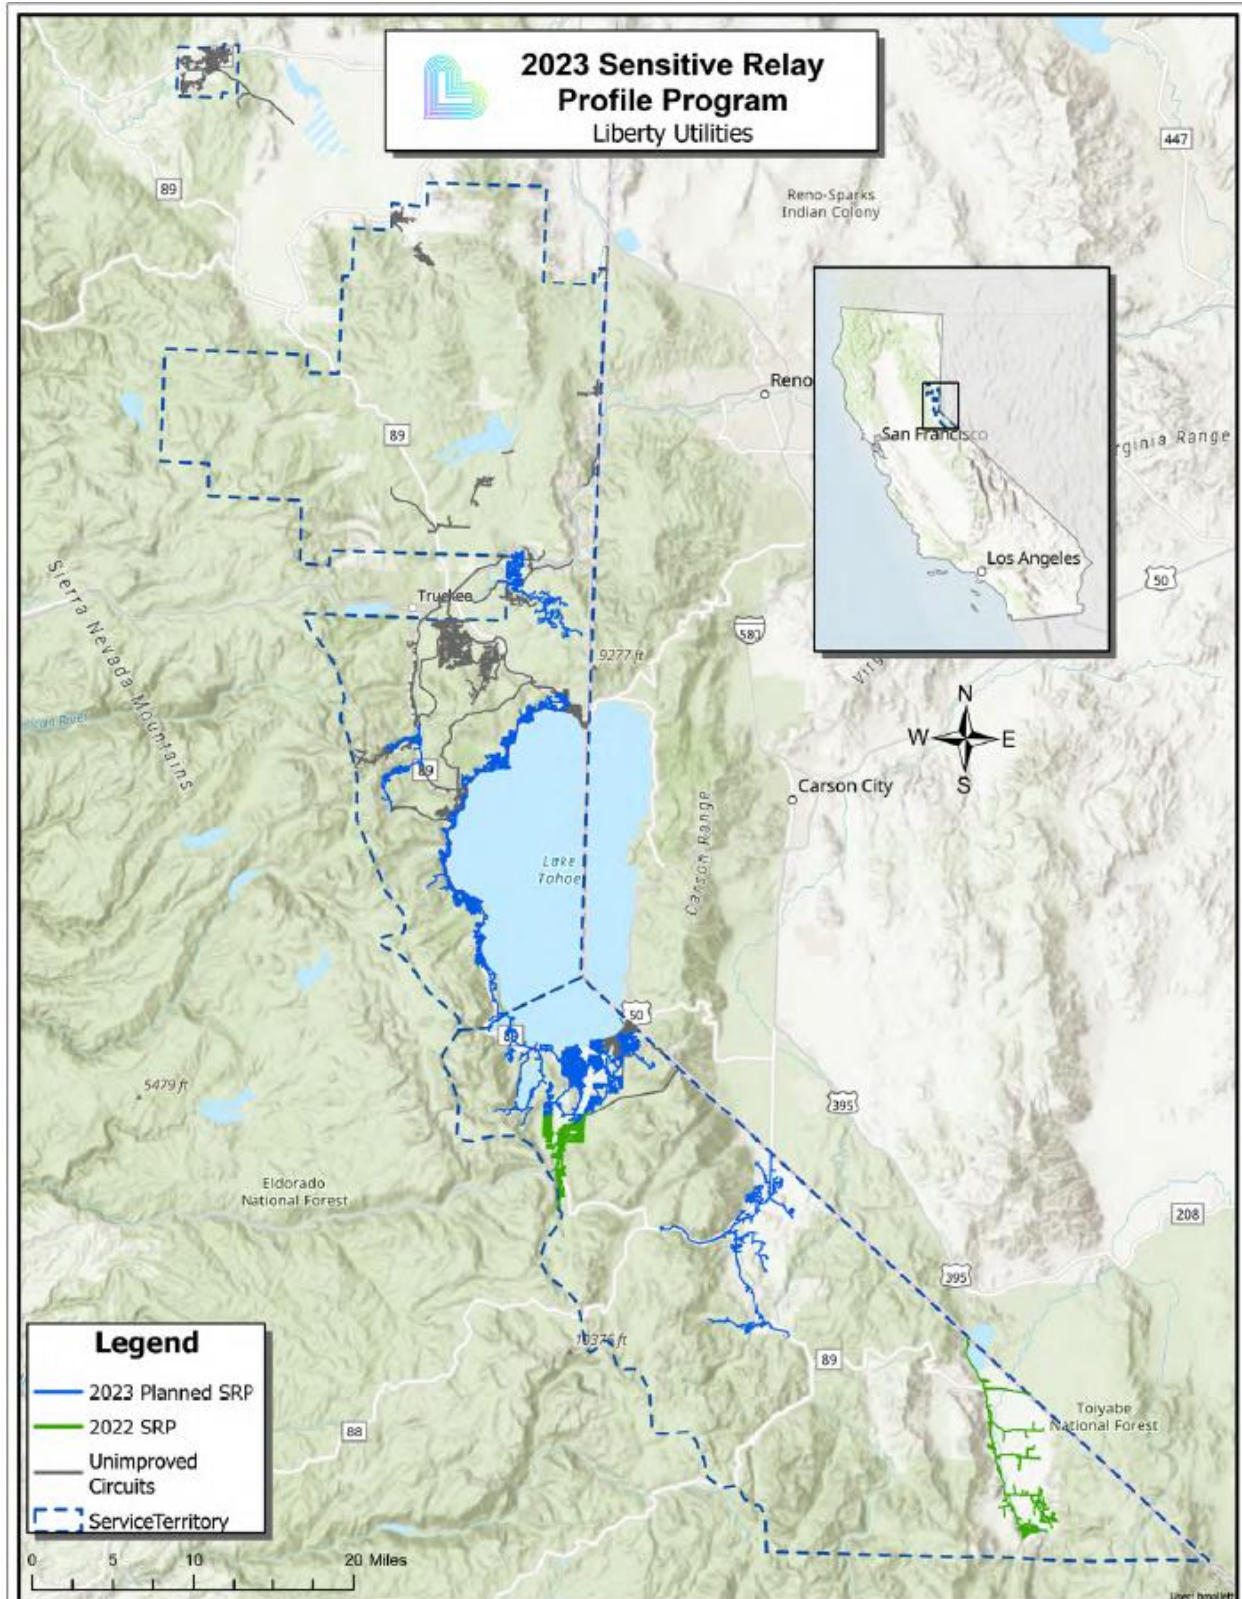 2023 Sensitive Relay
Profile Program
Liberty Utilities
447
89
Reno-Sparks
Indian Colony
Reno
89
San Francisco
Los Angeles
rginia Range
50
Sierra Nevada Mountains
Truckee
580
9277 ft
N
W E
S
89
Carson City
Lake
Tahoe
Carson Range
50
5479 ft
395
Eldorado
National Forest
208
395
10376 ft
89
88
Toiyabe
National Forest
Legend
2023 Planned SRP
2022 SRP
Unimproved
Circuits
ServiceTerritory
0 5 10 20 Miles